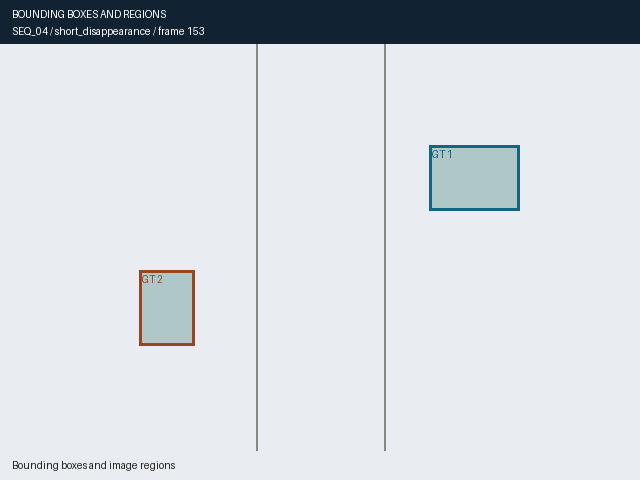 BOUNDING BOXES AND REGIONS
SEQ_04/short_disappearance / frame 153
GT1
GT2
Bounding boxes and image regions